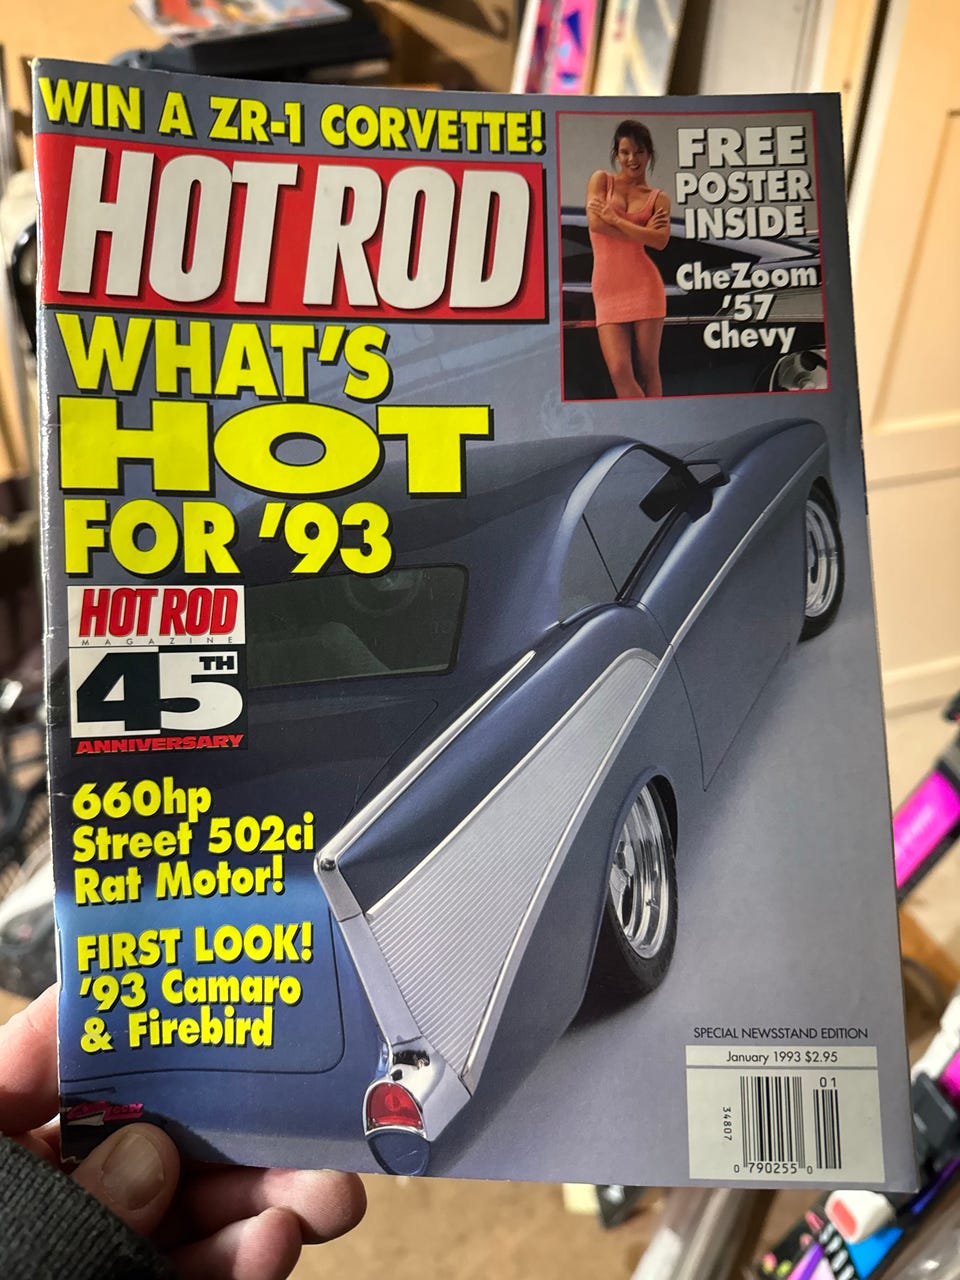 WIN A ZR-1 CORVETTE!
HOT ROD
FREE
POSTER
INSIDE
CheZoom
'57
Chevy
WHAT'S
HOT
FOR '93
HOT ROD
MAGAZINE
45TH
ANNIVERSARY
660hp
Street 502ci
Rat Motor!
FIRST LOOK!
'93 Camaro
& Firebird
SPECIAL NEWSSTAND EDITION
January 1993 $2.95
01
34807
0 790255 0